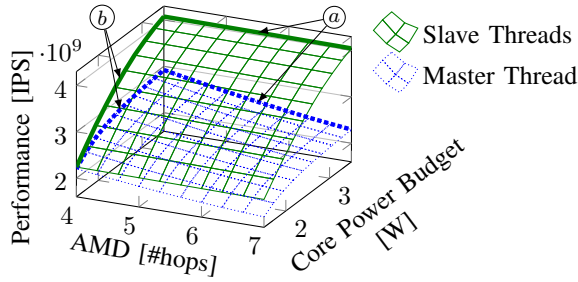 b
a
·10⁹
Slave Threads
Master Thread
Performance [IPS]
4
3
2
4
5
6
7
AMD [#hops]
2
3
Core Power Budget
[W]